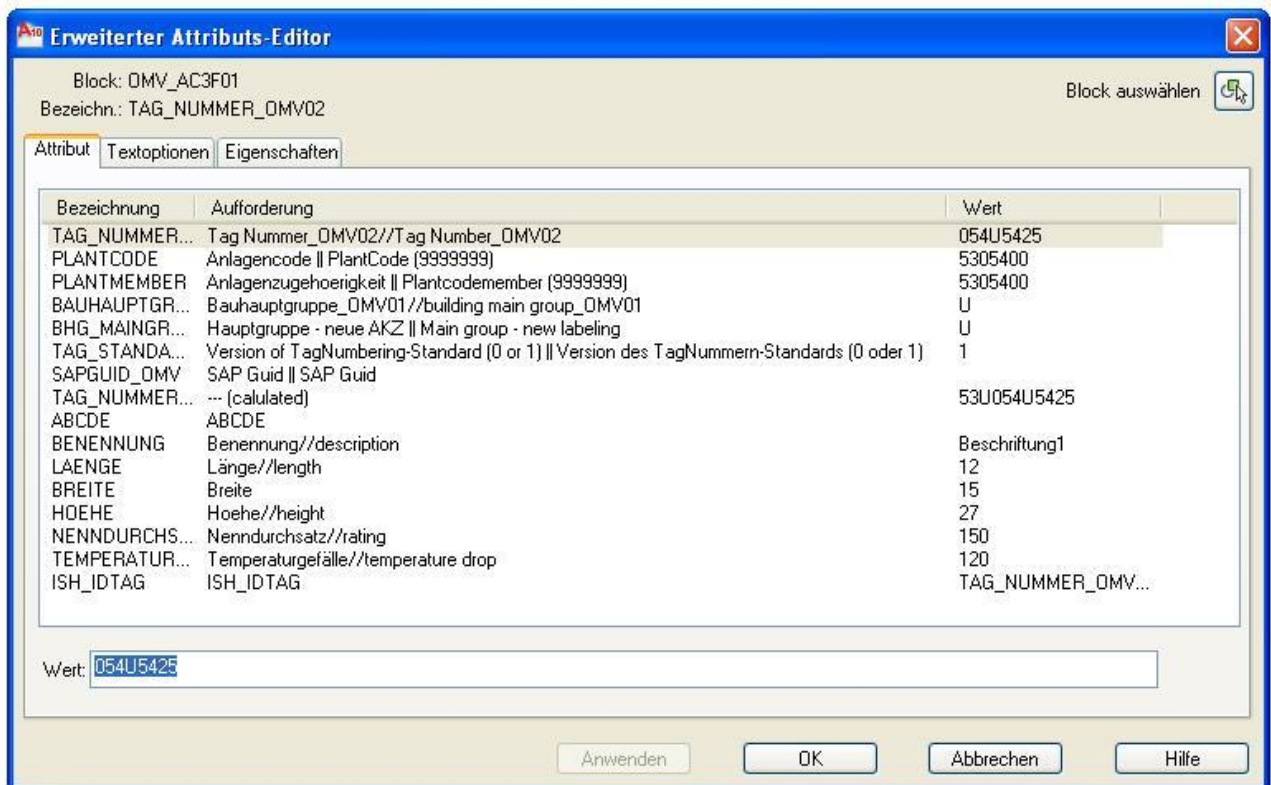 A10 Erweiterter Attributs-Editor
Block: OMV_AC3F01
Block auswählen
Bezeichn.: TAG_NUMMER_OMV02
Attribut Textoptionen Eigenschaften
Bezeichnung Aufforderung Wert
TAG_NUMMER... Tag Nummer_OMV02//Tag Number_OMV02 054U5425
PLANTCODE Anlagencode || PlantCode (9999999) 5305400
PLANTMEMBER Anlagenzugehoerigkeit || Plantcodemember (9999999) 5305400
BAUHAUPTGR... Bauhauptgruppe_OMV01//building main group_OMV01 U
BHG_MAINGR... Hauptgruppe - neue AKZ || Main group - new labeling U
TAG_STANDA... Version of TagNumbering-Standard (0 or 1) || Version des TagNummern-Standards (0 oder 1) 1
SAPGUID_OMV SAP Guid || SAP Guid
TAG_NUMMER... --- (calulated) 53U054U5425
ABCDE ABCDE
BENENNUNG Benennung//description Beschriftung1
LAENGE Länge//length 12
BREITE Breite 15
HOEHE Hoehe//height 27
NENNDURCHS... Nenndurchsatz//rating 150
TEMPERATUR... Temperaturgefälle//temperature drop 120
ISH_IDTAG ISH_IDTAG TAG_NUMMER_OMV...
Wert: 054U5425
Anwenden OK Abbrechen Hilfe